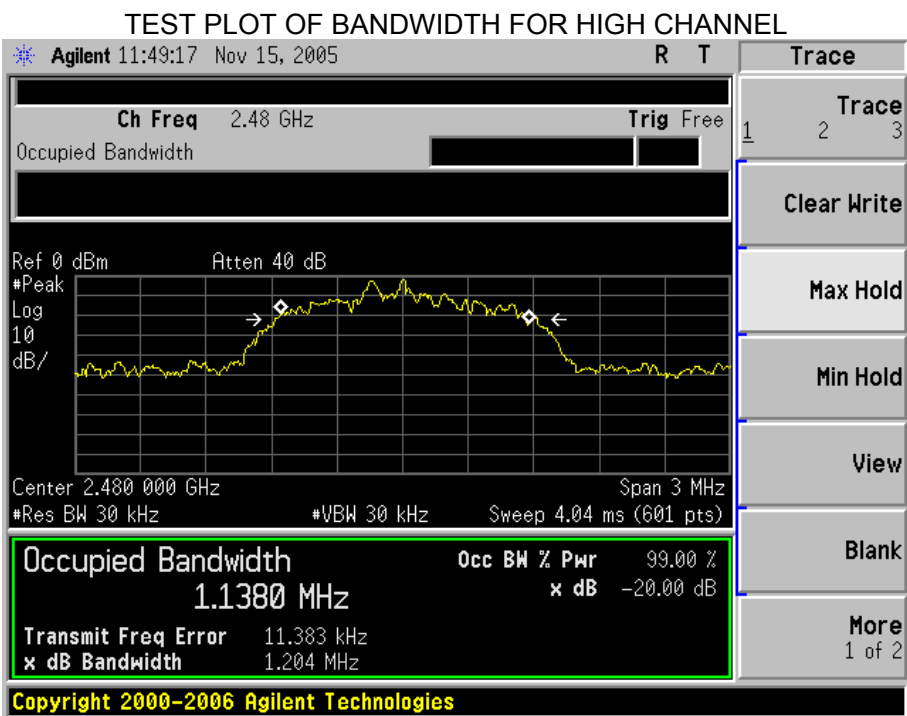 TEST PLOT OF BANDWIDTH FOR HIGH CHANNEL
Agilent 11:49:17 Nov 15, 2005 R T
Trace
Ch Freq 2.48 GHz Trig Free
Occupied Bandwidth
Trace
1 2 3
Clear Write
Max Hold
Min Hold
View
Blank
More
1 of 2
Ref 0 dBm Atten 40 dB
#Peak
Log
10
dB/
Center 2.480 000 GHz Span 3 MHz
#Res BW 30 kHz #VBW 30 kHz Sweep 4.04 ms (601 pts)
Occupied Bandwidth
1.1380 MHz
Occ BW % Pwr 99.00 %
x dB -20.00 dB
Transmit Freq Error 11.383 kHz
x dB Bandwidth 1.204 MHz
Copyright 2000-2006 Agilent Technologies